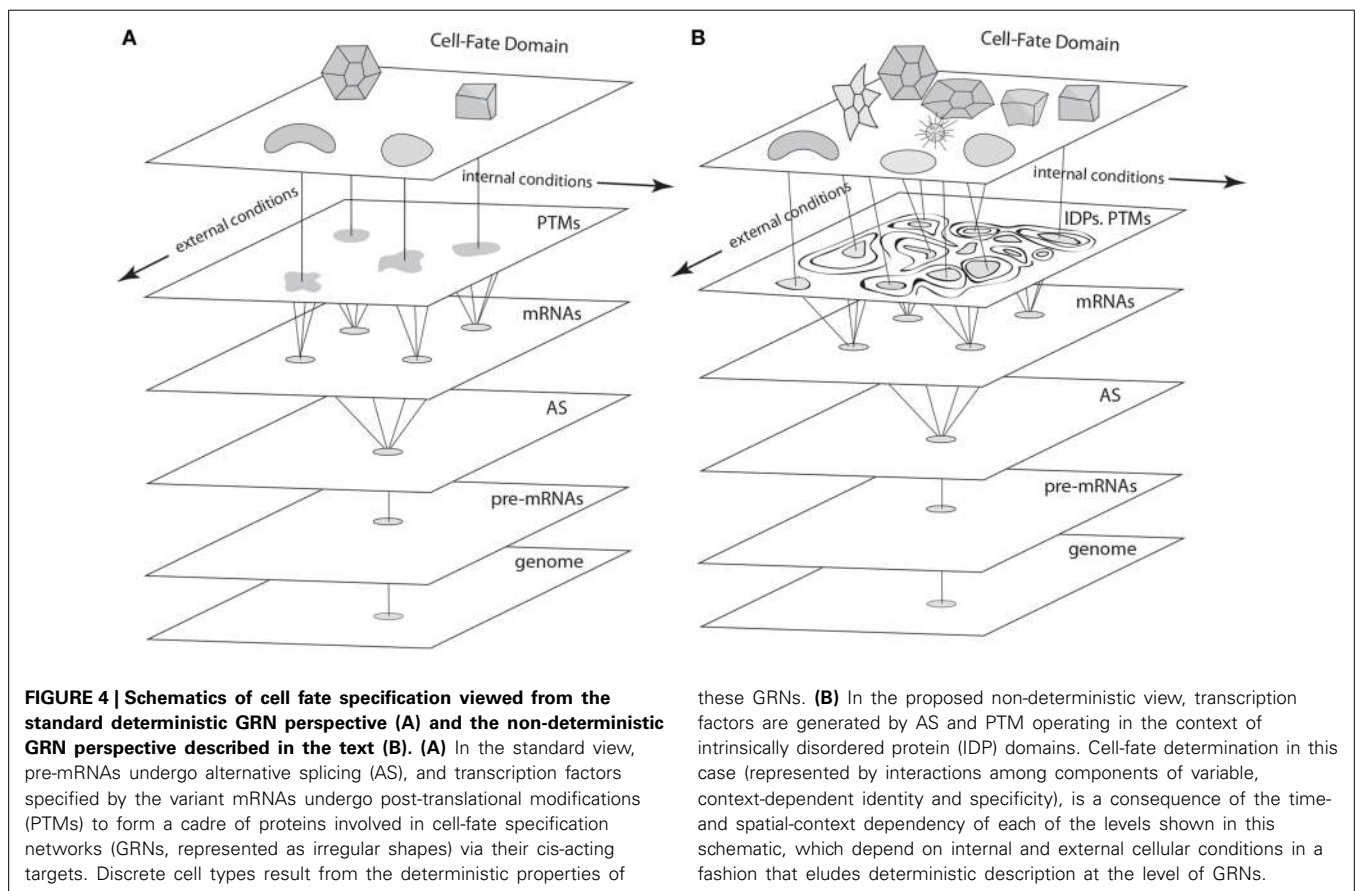 A
Cell-Fate Domain
internal conditions
external conditions
PTMs
mRNAs
AS
pre-mRNAs
genome
B
Cell-Fate Domain
internal conditions
external conditions
IDPs. PTMs
mRNAs
AS
pre-mRNAs
genome
FIGURE 4 | Schematics of cell fate specification viewed from the
standard deterministic GRN perspective (A) and the non-deterministic
GRN perspective described in the text (B). (A) In the standard view,
pre-mRNAs undergo alternative splicing (AS), and transcription factors
specified by the variant mRNAs undergo post-translational modifications
(PTMs) to form a cadre of proteins involved in cell-fate specification
networks (GRNs, represented as irregular shapes) via their cis-acting
targets. Discrete cell types result from the deterministic properties of
these GRNs. (B) In the proposed non-deterministic view, transcription
factors are generated by AS and PTM operating in the context of
intrinsically disordered protein (IDP) domains. Cell-fate determination in this
case (represented by interactions among components of variable,
context-dependent identity and specificity), is a consequence of the time-
and spatial-context dependency of each of the levels shown in this
schematic, which depend on internal and external cellular conditions in a
fashion that eludes deterministic description at the level of GRNs.